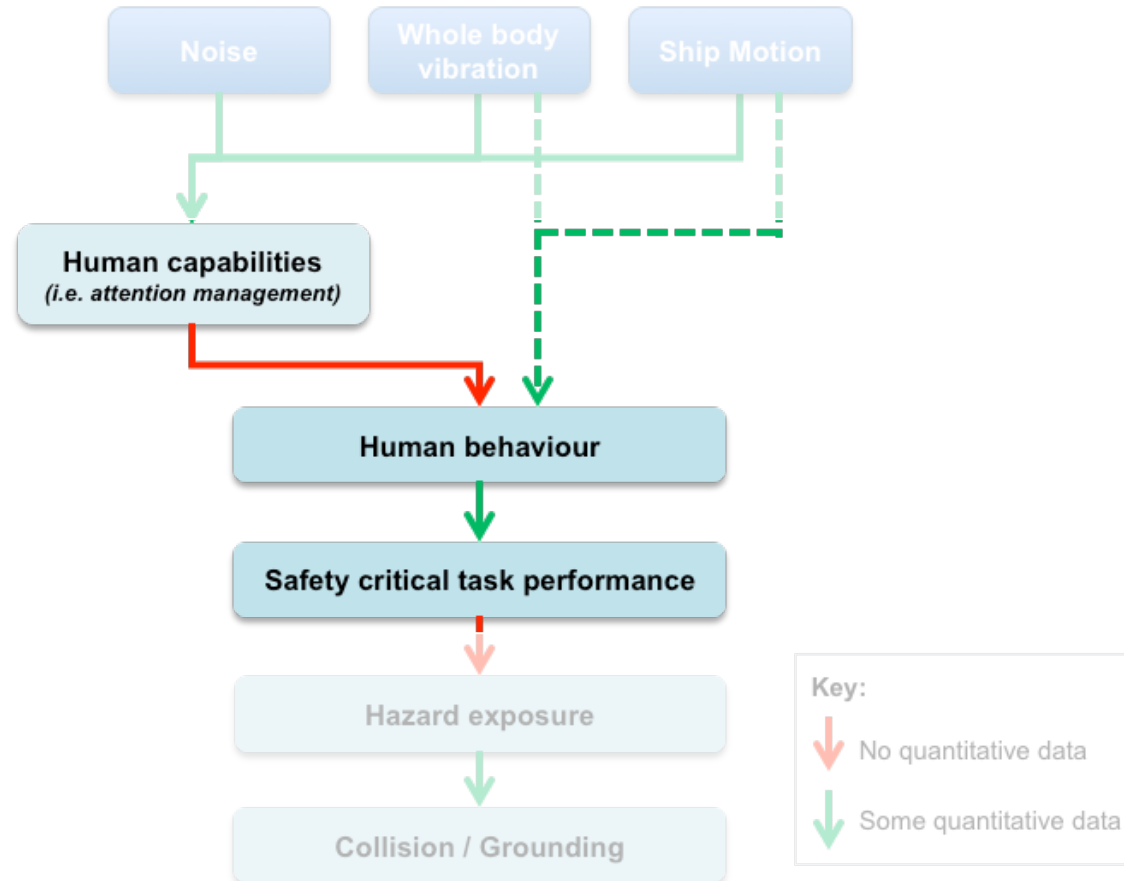 Noise
Whole body
vibration
Ship Motion
Human capabilities
(i.e. attention management)
Human behaviour
Safety critical task performance
Hazard exposure
Collision / Grounding
Key:
No quantitative data
Some quantitative data